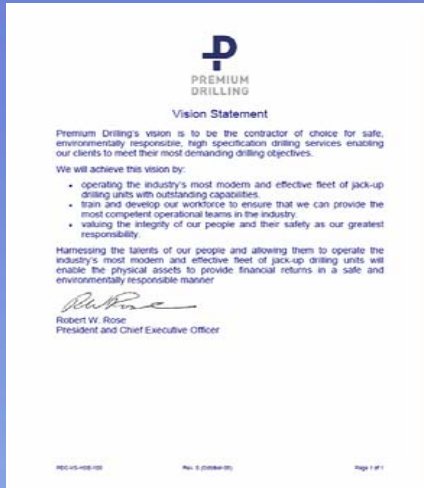 PREMIUM
DRILLING
Vision Statement
Premium Drilling's vision is to be the contractor of choice for safe,
environmentally responsible, high specification drilling services enabling
our clients to meet their most demanding drilling objectives.
We will achieve this vision by:
• operating the industry's most modern and effective fleet of jack-up
drilling units with outstanding capabilities.
• train and develop our workforce to ensure that we can provide the
most competent operational teams in the industry.
• valuing the integrity of our people and their safety as our greatest
responsibility.
Harnessing the talents of our people and allowing them to operate the
industry's most modern and effective fleet of jack-up drilling units will
enable the physical assets to provide financial returns in a safe and
environmentally responsible manner
Robert W. Rose
President and Chief Executive Officer
Page 1 of 1